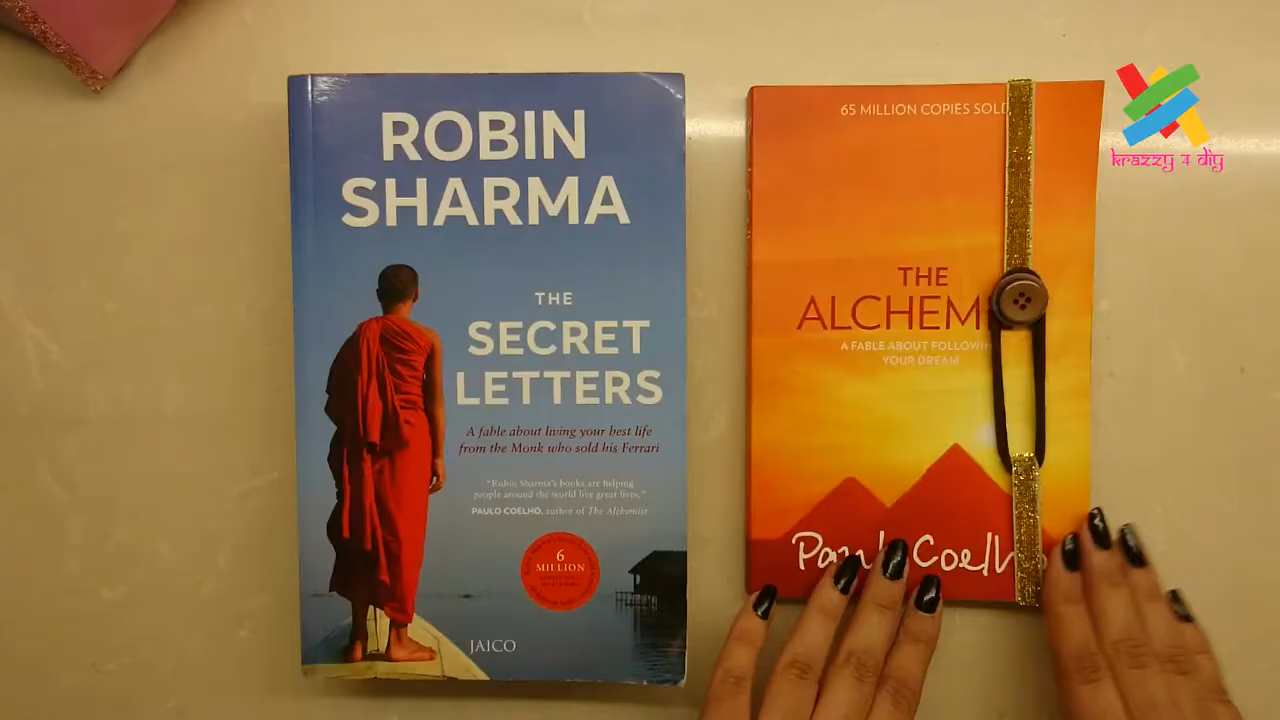 ROBIN
SHARMA
THE
SECRET
LETTERS
A fable about living your best life
from the Monk who sold his Ferrari
"Robin Sharma's books are helping
people around the world live great lives."
PAULO COELHO, author of The Alchemist
6
MILLION
JAICO
65 MILLION COPIES SOLD
THE
ALCHEM
A FABLE ABOUT FOLLOWIN
YOUR DREAM
Coelho
krazzy 4 diy